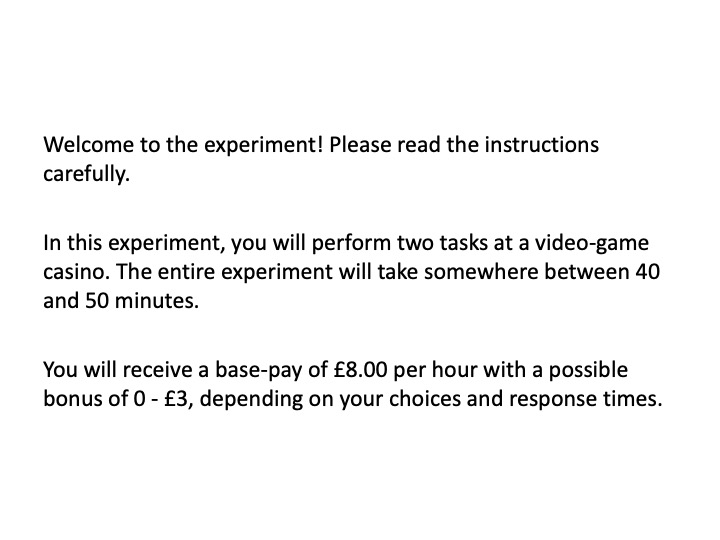 Welcome to the experiment! Please read the instructions
carefully.
In this experiment, you will perform two tasks at a video-game
casino. The entire experiment will take somewhere between 40
and 50 minutes.
You will receive a base-pay of £8.00 per hour with a possible
bonus of 0 - £3, depending on your choices and response times.